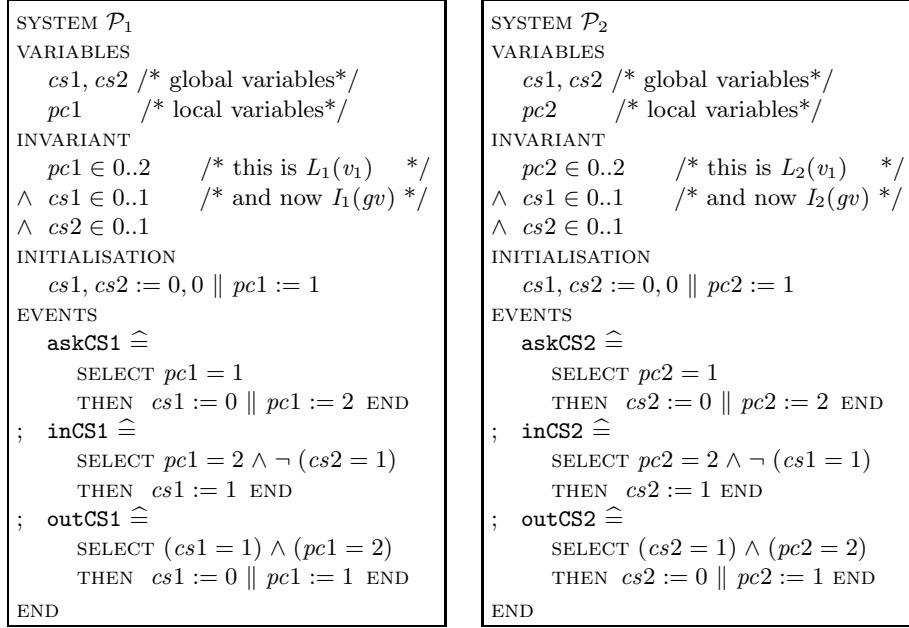 SYSTEM 𝒫₁
VARIABLES
cs1, cs2 /* global variables*/
pc1 /* local variables*/
INVARIANT
pc1 ∈ 0..2 /* this is L₁(v₁) */
∧ cs1 ∈ 0..1 /* and now I₁(gv) */
∧ cs2 ∈ 0..1
INITIALISATION
cs1, cs2 := 0, 0 ∥ pc1 := 1
EVENTS
askCS1 ≙
SELECT pc1 = 1
THEN cs1 := 0 ∥ pc1 := 2 END
; inCS1 ≙
SELECT pc1 = 2 ∧ ¬ (cs2 = 1)
THEN cs1 := 1 END
; outCS1 ≙
SELECT (cs1 = 1) ∧ (pc1 = 2)
THEN cs1 := 0 ∥ pc1 := 1 END
END
SYSTEM 𝒫₂
VARIABLES
cs1, cs2 /* global variables*/
pc2 /* local variables*/
INVARIANT
pc2 ∈ 0..2 /* this is L₂(v₁) */
∧ cs1 ∈ 0..1 /* and now I₂(gv) */
∧ cs2 ∈ 0..1
INITIALISATION
cs1, cs2 := 0, 0 ∥ pc2 := 1
EVENTS
askCS2 ≙
SELECT pc2 = 1
THEN cs2 := 0 ∥ pc2 := 2 END
; inCS2 ≙
SELECT pc2 = 2 ∧ ¬ (cs1 = 1)
THEN cs2 := 1 END
; outCS2 ≙
SELECT (cs2 = 1) ∧ (pc2 = 2)
THEN cs2 := 0 ∥ pc2 := 1 END
END